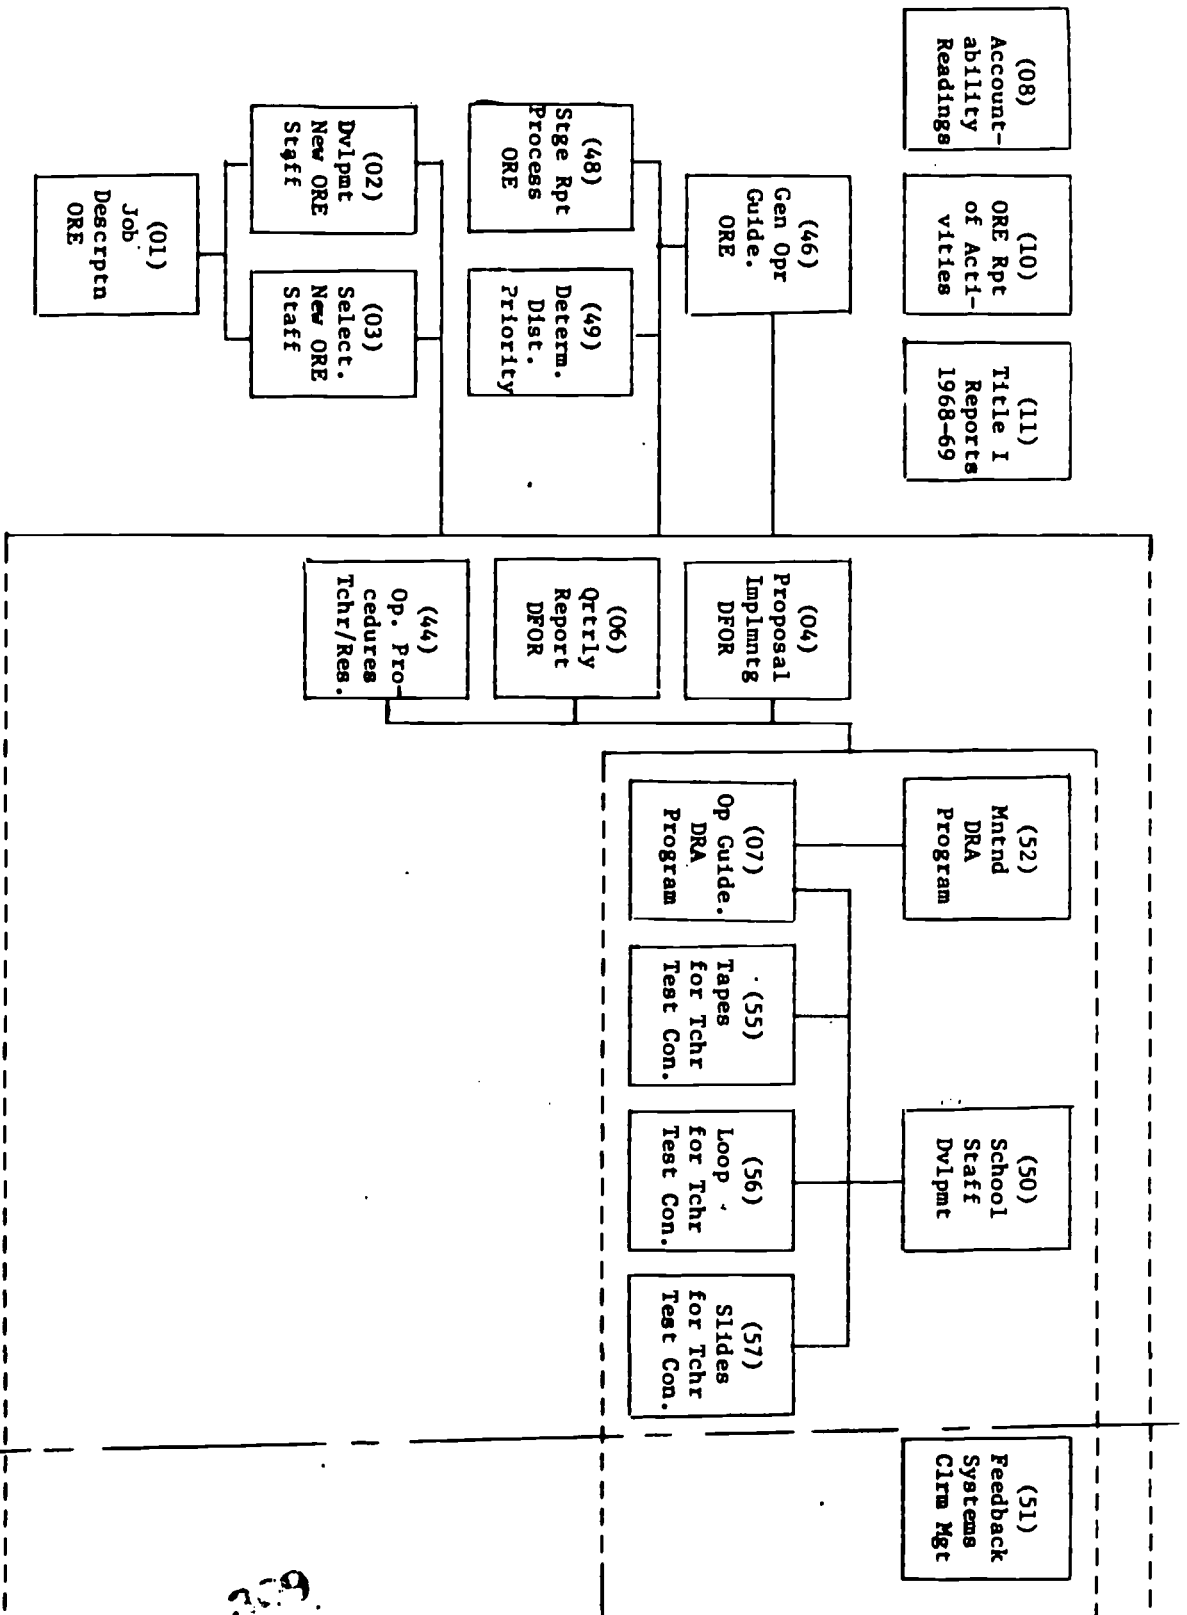 (08)
Account-
ability
Readings
(10)
ORE Rpt
of Acti-
vities
(11)
Title I
Reports
1968-69
(52)
Mntnd
DRA
Program
(50)
School
Staff
Dvlpmt
(51)
Feedback
Systems
Clrm Mgt
(46)
Gen Opr
Guide.
ORE
(04)
Proposal
Implmntg
DFOR
(07)
Op Guide.
DRA
Program
(55)
Tapes
for Tchr
Test Con.
(56)
Loop
for Tchr
Test Con.
(57)
Slides
for Tchr
Test Con.
(48)
Stge Rpt
Process
ORE
(49)
Determ.
Dist.
Priority
(06)
Qrtrly
Report
DFOR
(02)
Dvlpmt
New ORE
Staff
(03)
Select.
New ORE
Staff
(44)
Op. Pro-
cedures
Tchr/Res.
(01)
Job
Descrptn
ORE